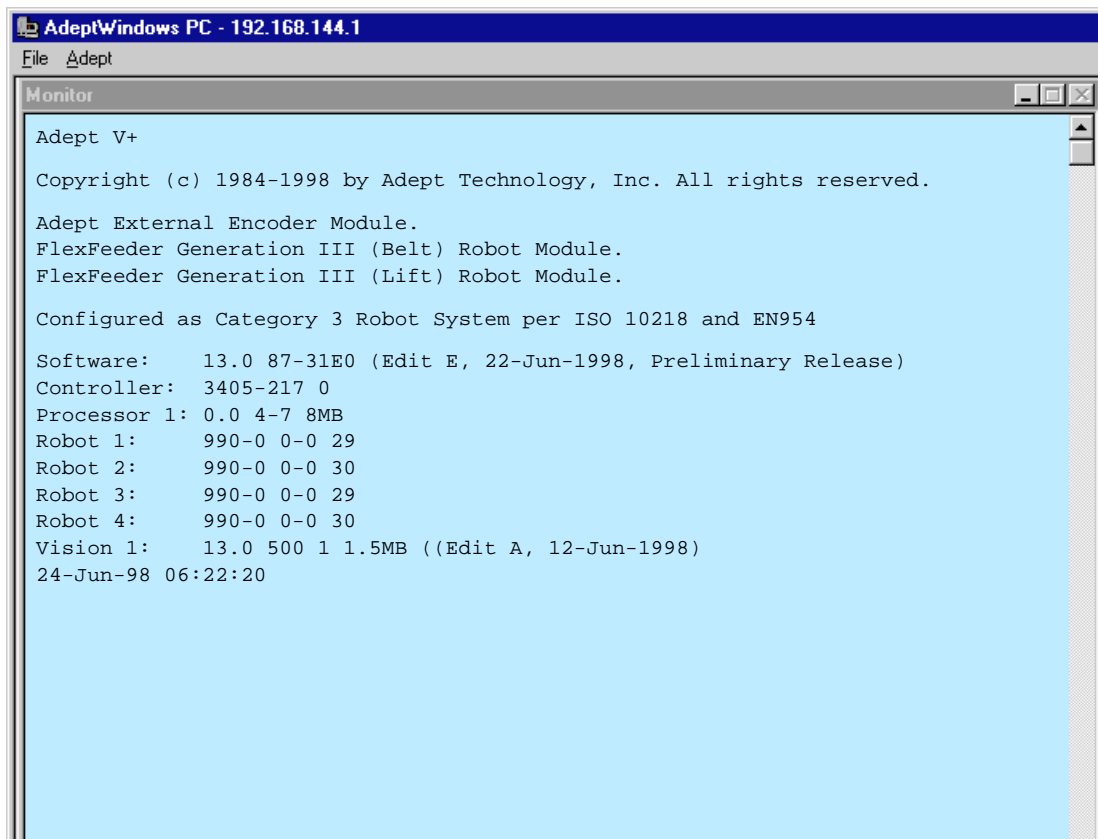 AdeptWindows PC - 192.168.144.1
File Adept
Monitor
Adept V+
Copyright (c) 1984-1998 by Adept Technology, Inc. All rights reserved.
Adept External Encoder Module.
FlexFeeder Generation III (Belt) Robot Module.
FlexFeeder Generation III (Lift) Robot Module.
Configured as Category 3 Robot System per ISO 10218 and EN954
Software: 13.0 87-31E0 (Edit E, 22-Jun-1998, Preliminary Release)
Controller: 3405-217 0
Processor 1: 0.0 4-7 8MB
Robot 1: 990-0 0-0 29
Robot 2: 990-0 0-0 30
Robot 3: 990-0 0-0 29
Robot 4: 990-0 0-0 30
Vision 1: 13.0 500 1 1.5MB ((Edit A, 12-Jun-1998)
24-Jun-98 06:22:20